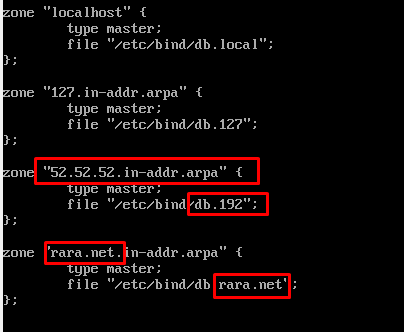 zone "localhost" {
type master;
file "/etc/bind/db.local";
};
zone "127.in-addr.arpa" {
type master;
file "/etc/bind/db.127";
};
zone "52.52.52.in-addr.arpa" {
type master;
file "/etc/bind/db.192";
};
zone "rara.net.in-addr.arpa" {
type master;
file "/etc/bind/db.rara.net";
};